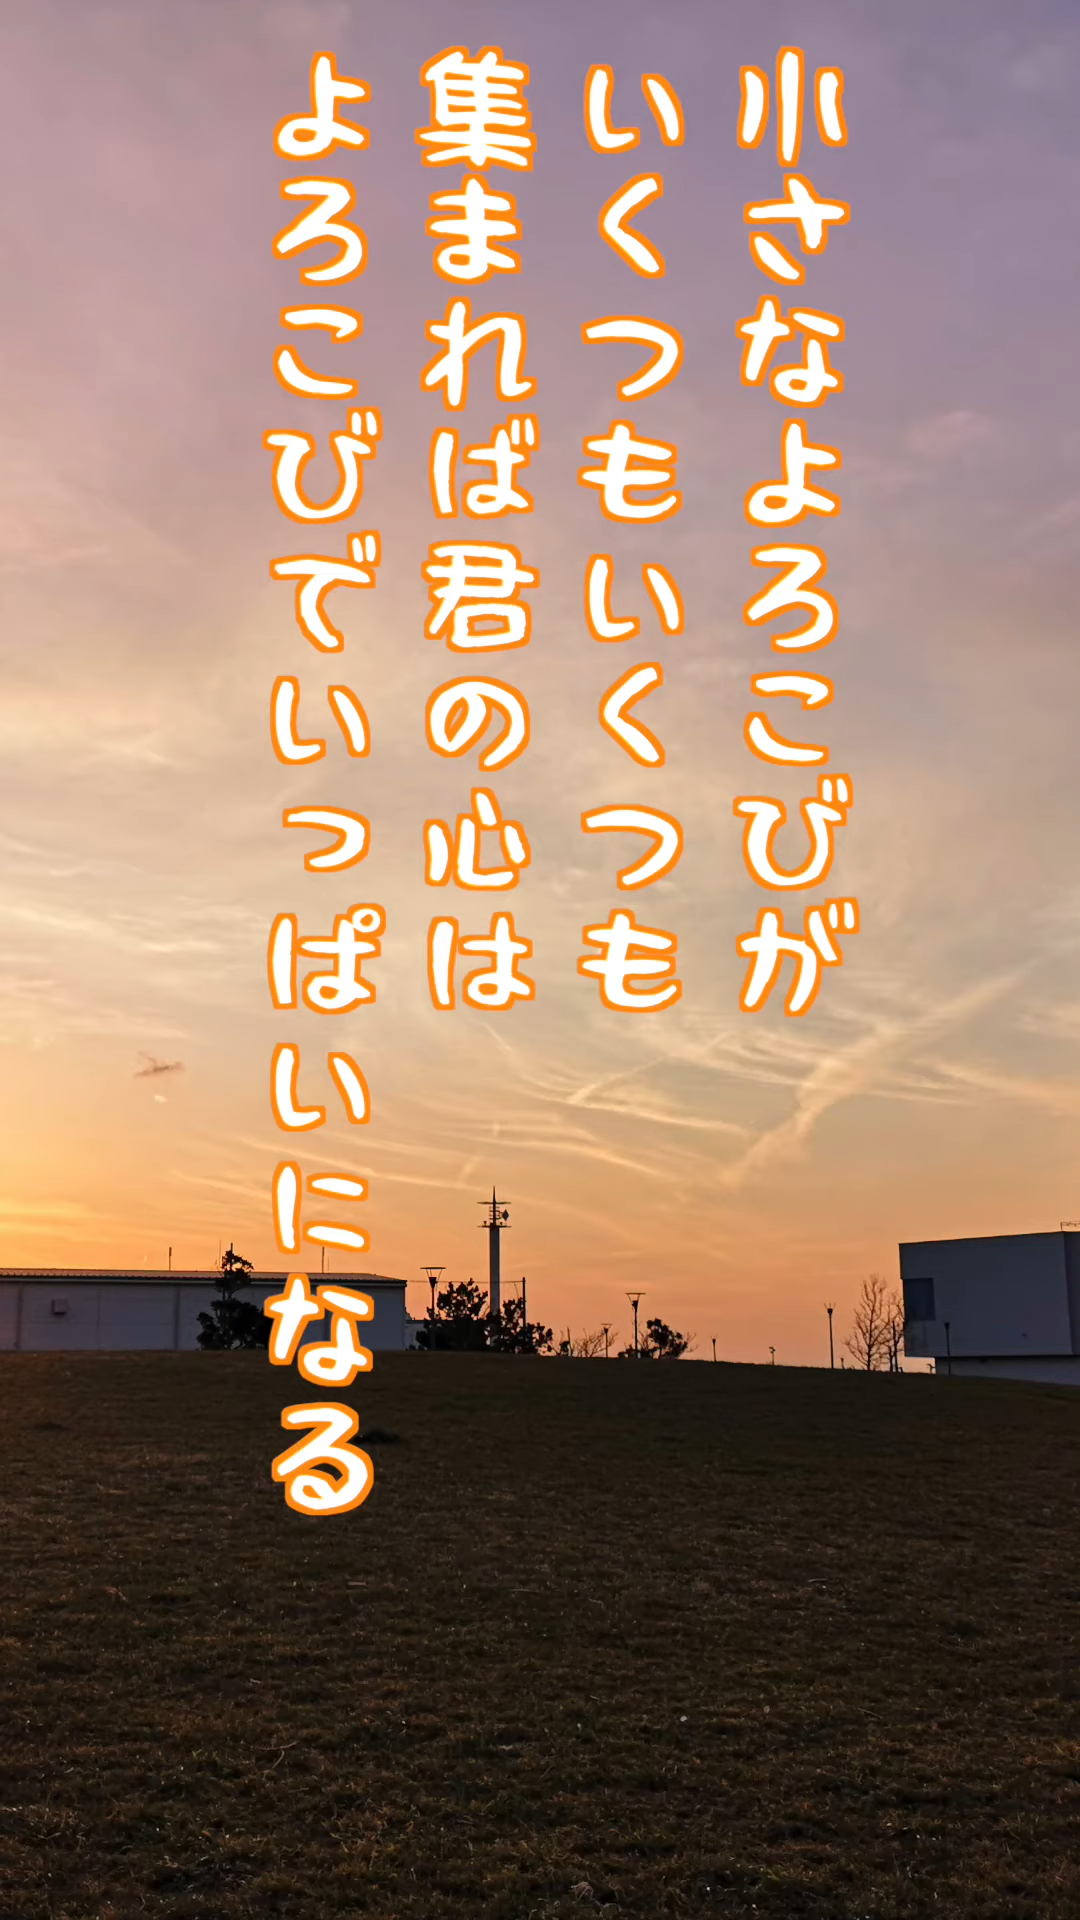 小さなよろこびが
いくつもいくつも
集まれば君の心は
よろこびでいっぱいになる